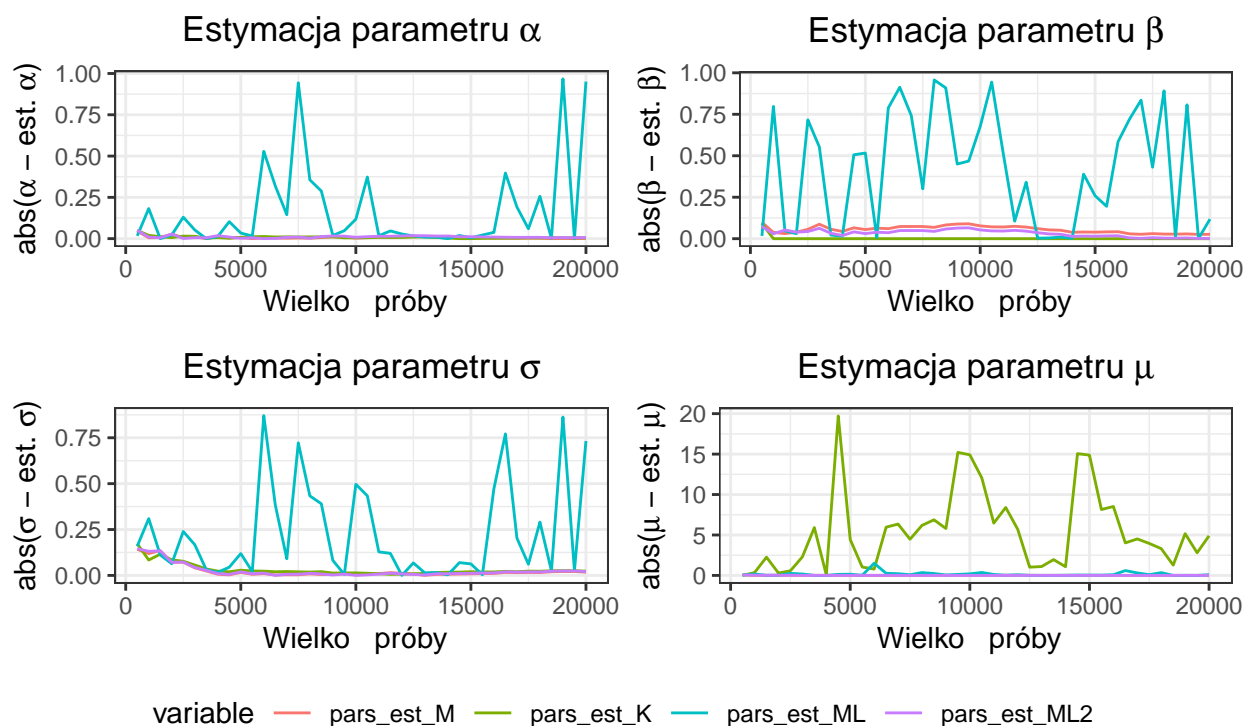 Estymacja parametru α
abs(α − est. α)
1.00
0.75
0.50
0.25
0.00
0 5000 10000 15000 20000
Wielko próby
Estymacja parametru β
abs(β − est. β)
1.00
0.75
0.50
0.25
0.00
0 5000 10000 15000 20000
Wielko próby
Estymacja parametru σ
abs(σ − est. σ)
0.75
0.50
0.25
0.00
0 5000 10000 15000 20000
Wielko próby
Estymacja parametru μ
abs(μ − est. μ)
20
15
10
5
0
0 5000 10000 15000 20000
Wielko próby
variable pars_est_M pars_est_K pars_est_ML pars_est_ML2